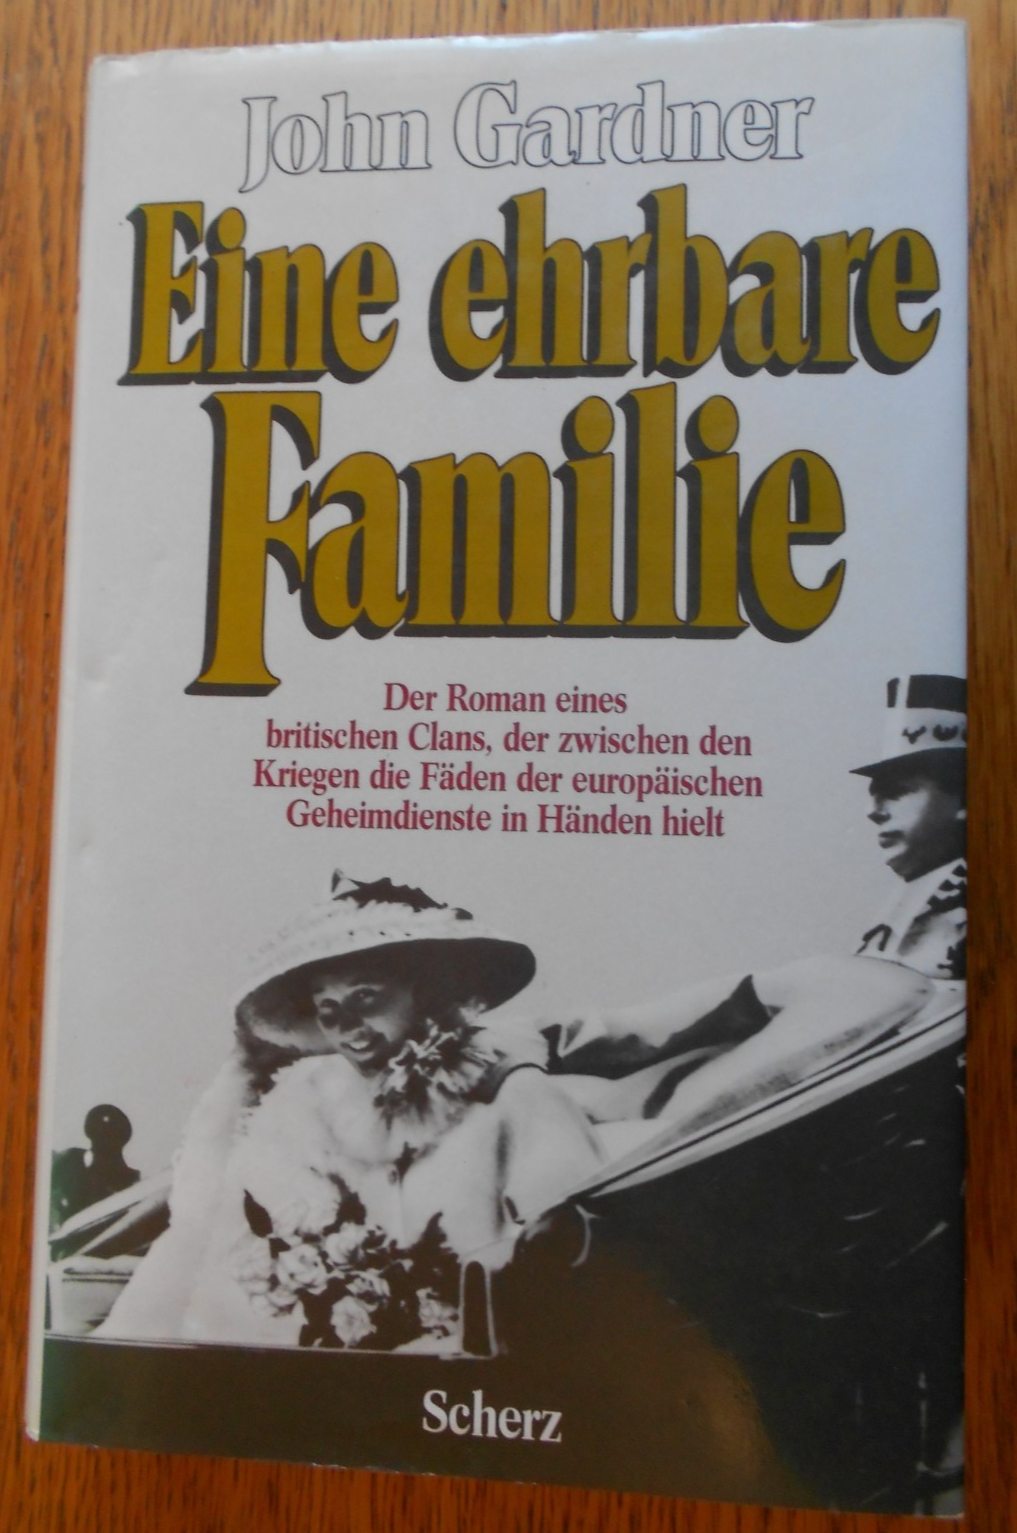 John Gardner
Eine ehrbare
Familie
Der Roman eines
britischen Clans, der zwischen den
Kriegen die Fäden der europäischen
Geheimdienste in Händen hielt
Scherz